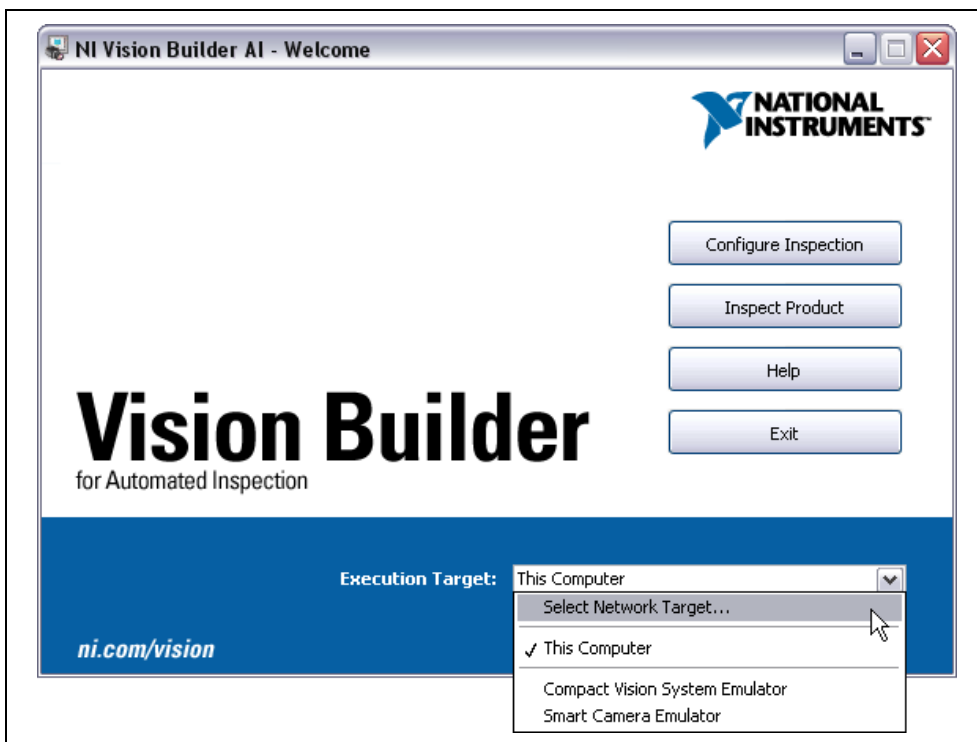 NI Vision Builder AI - Welcome
NATIONAL
INSTRUMENTS™
Configure Inspection
Inspect Product
Help
Exit
Vision Builder
for Automated Inspection
Execution Target:
This Computer
Select Network Target...
✓ This Computer
Compact Vision System Emulator
Smart Camera Emulator
ni.com/vision